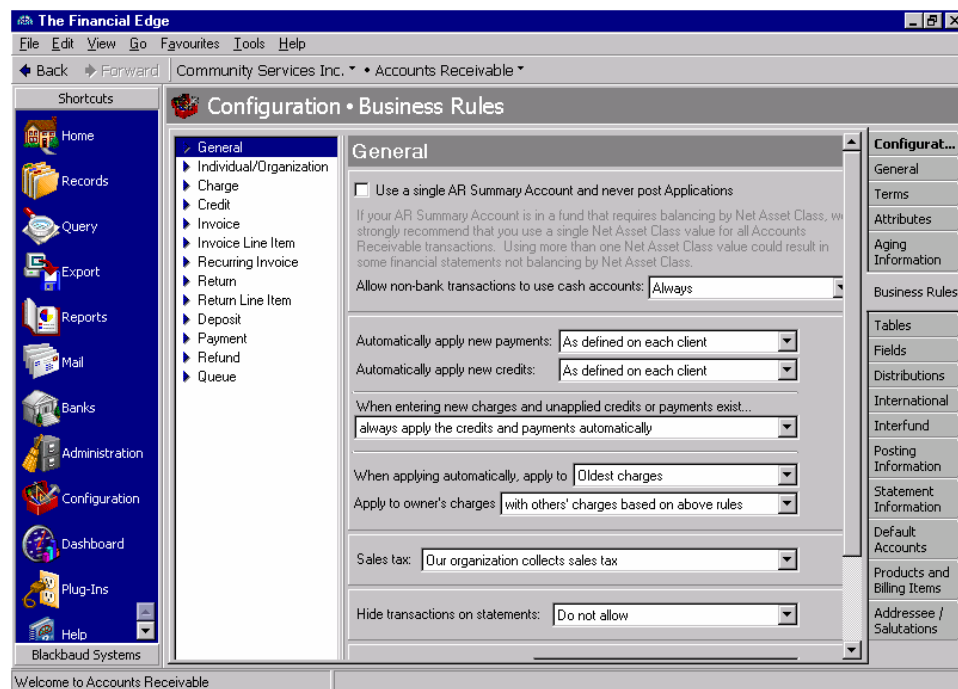 The Financial Edge
File Edit View Go Favourites Tools Help
Back Forward Community Services Inc. • Accounts Receivable
Shortcuts
Home
Records
Query
Export
Reports
Mail
Banks
Administration
Configuration
Dashboard
Plug-Ins
Help
Blackbaud Systems
Configuration • Business Rules
General
Individual/Organization
Charge
Credit
Invoice
Invoice Line Item
Recurring Invoice
Return
Return Line Item
Deposit
Payment
Refund
Queue
General
Use a single AR Summary Account and never post Applications
If your AR Summary Account is in a fund that requires balancing by Net Asset Class, we
strongly recommend that you use a single Net Asset Class value for all Accounts
Receivable transactions. Using more than one Net Asset Class value could result in
some financial statements not balancing by Net Asset Class.
Allow non-bank transactions to use cash accounts: Always
Automatically apply new payments: As defined on each client
Automatically apply new credits: As defined on each client
When entering new charges and unapplied credits or payments exist...
always apply the credits and payments automatically
When applying automatically, apply to Oldest charges
Apply to owner's charges with others' charges based on above rules
Sales tax: Our organization collects sales tax
Hide transactions on statements: Do not allow
Configurat...
General
Terms
Attributes
Aging
Information
Business Rules
Tables
Fields
Distributions
International
Interfund
Posting
Information
Statement
Information
Default
Accounts
Products and
Billing Items
Addressee /
Salutations
Welcome to Accounts Receivable